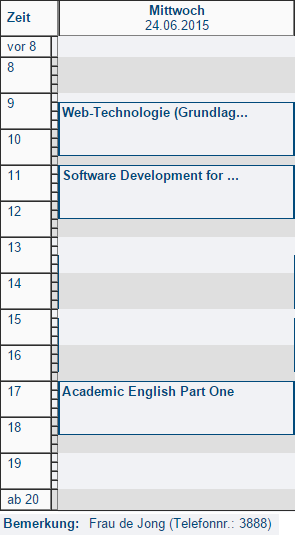 Zeit
Mittwoch
24.06.2015
vor 8
8
9
Web-Technologie (Grundlag...
10
11
Software Development for ...
12
13
14
15
16
17
Academic English Part One
18
19
ab 20
Bemerkung: Frau de Jong (Telefonnr.: 3888)